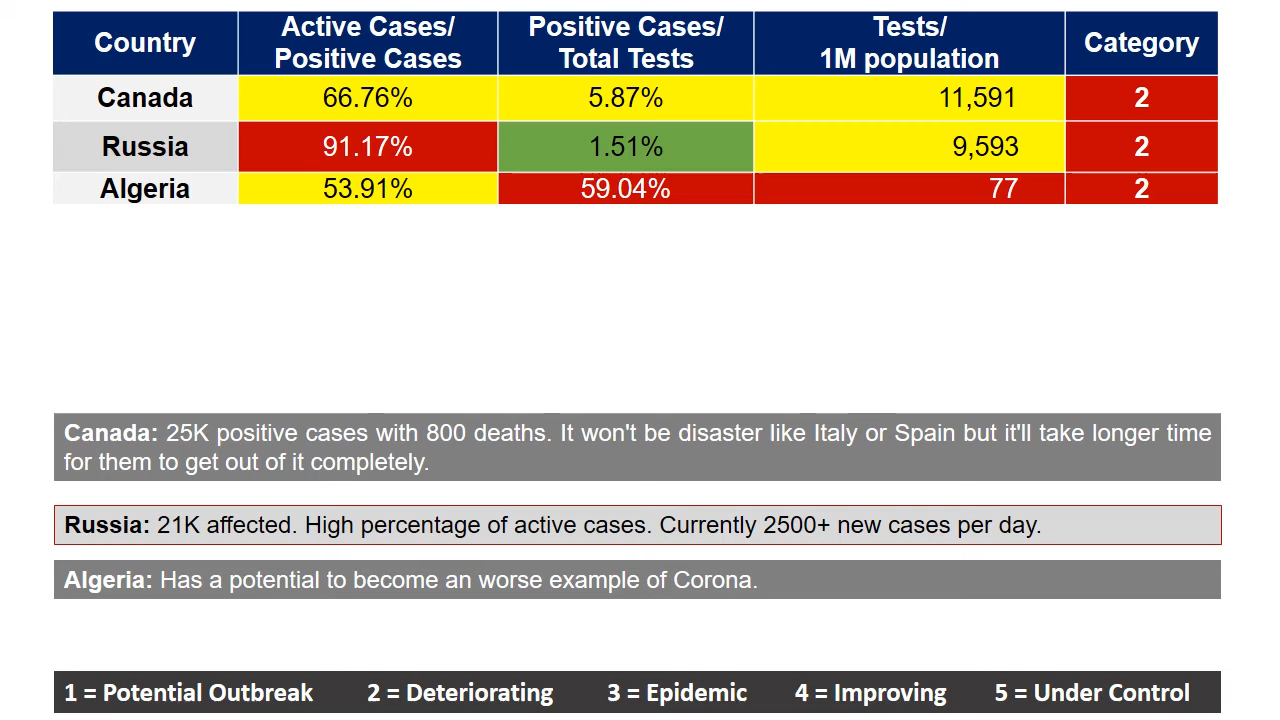 Country Active Cases/ Positive Cases Positive Cases/ Total Tests Tests/ 1M population Category
Canada 66.76% 5.87% 11,591 2
Russia 91.17% 1.51% 9,593 2
Algeria 53.91% 59.04% 77 2
Canada: 25K positive cases with 800 deaths. It won't be disaster like Italy or Spain but it'll take longer time
for them to get out of it completely.
Russia: 21K affected. High percentage of active cases. Currently 2500+ new cases per day.
Algeria: Has a potential to become an worse example of Corona.
1 = Potential Outbreak 2 = Deteriorating 3 = Epidemic 4 = Improving 5 = Under Control